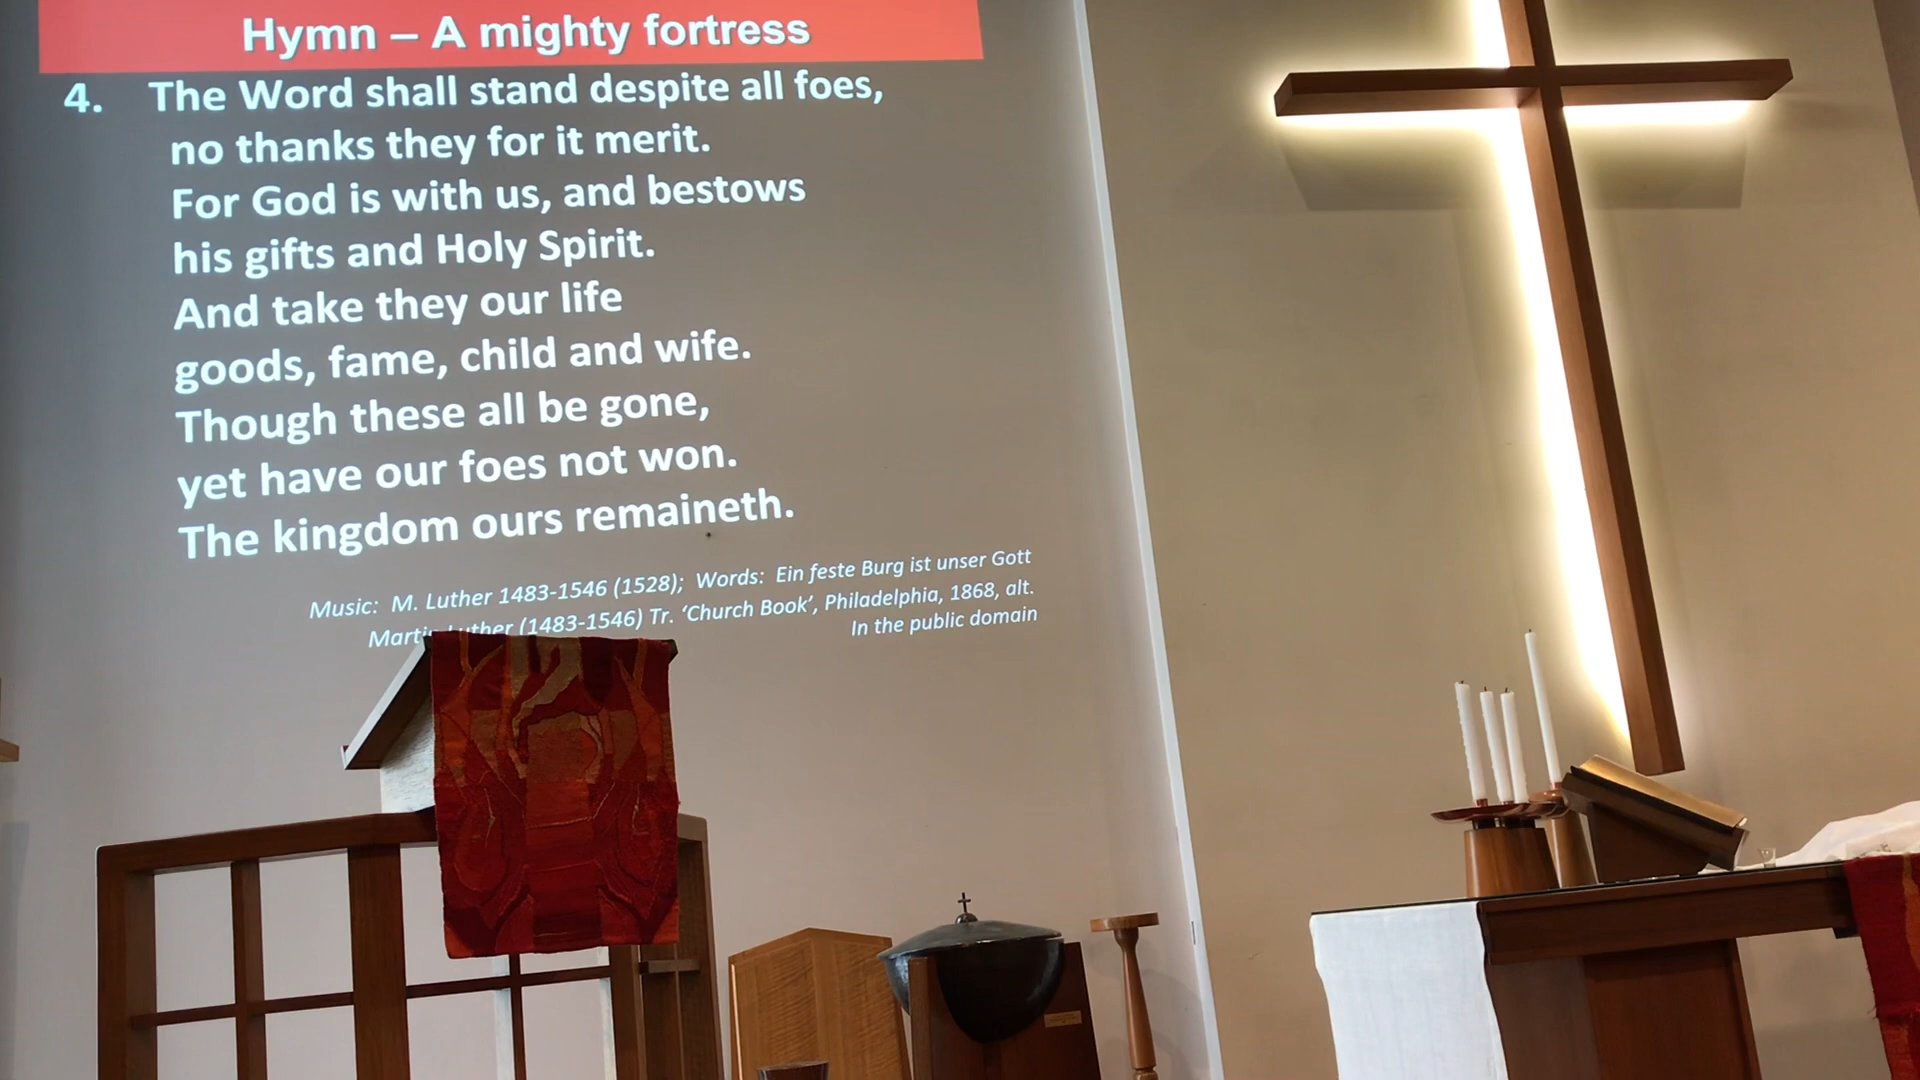 Hymn – A mighty fortress
4. The Word shall stand despite all foes,
no thanks they for it merit.
For God is with us, and bestows
his gifts and Holy Spirit.
And take they our life
goods, fame, child and wife.
Though these all be gone,
yet have our foes not won.
The kingdom ours remaineth.
Music: M. Luther 1483-1546 (1528); Words: Ein feste Burg ist unser Gott
Martin Luther (1483-1546) Tr. ‘Church Book’, Philadelphia, 1868, alt.
In the public domain